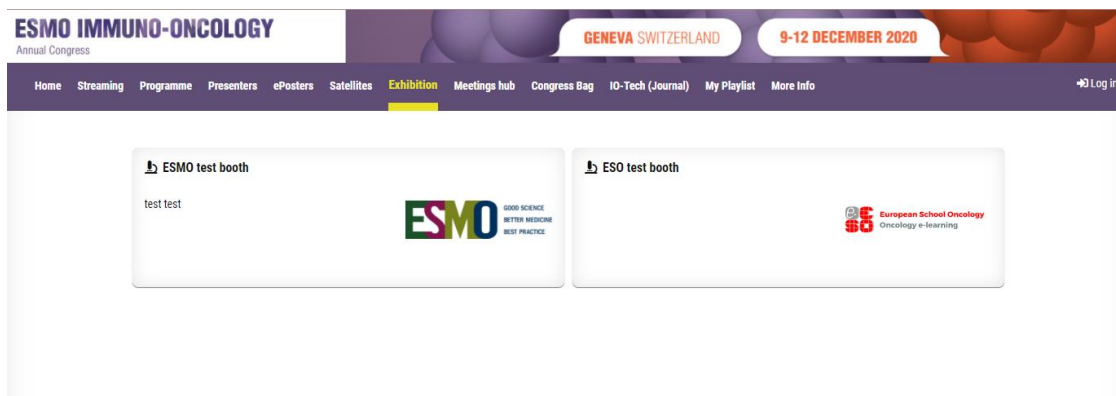 ESMO IMMUNO-ONCOLOGY
Annual Congress
GENEVA SWITZERLAND
9-12 DECEMBER 2020
Home Streaming Programme Presenters ePosters Satellites Exhibition Meetings hub Congress Bag IO-Tech (Journal) My Playlist More Info Log in
ESMO test booth
test test
ESMO
GOOD SCIENCE
BETTER MEDICINE
BEST PRACTICE
ESO test booth
e-ESO
European School Oncology
Oncology e-learning